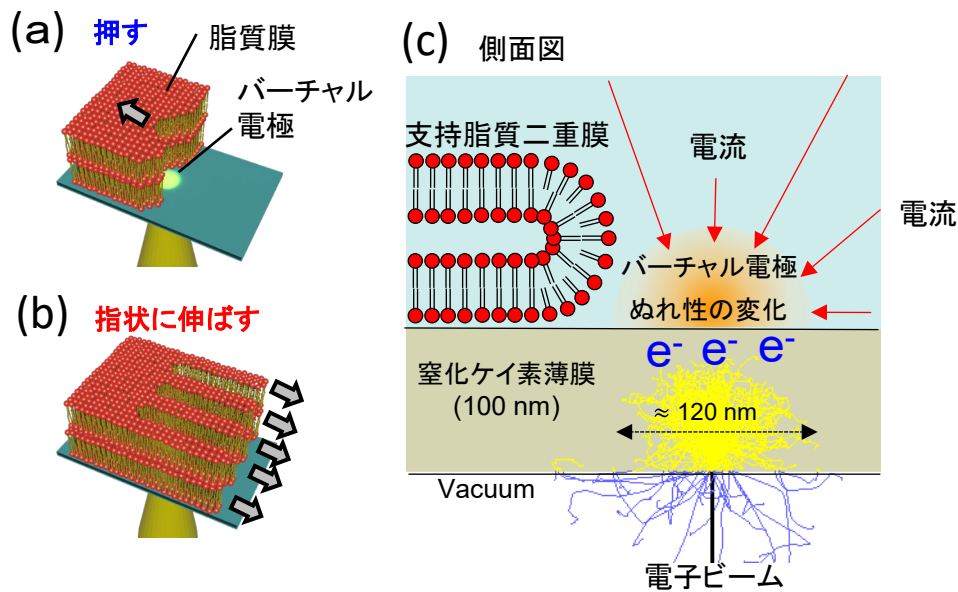 (a) 押す
脂質膜
バーチャル
電極
(b) 指状に伸ばす
(c) 側面図
支持脂質二重膜
電流
電流
バーチャル電極
ぬれ性の変化
e- e- e-
窒化ケイ素薄膜
(100 nm)
≈ 120 nm
Vacuum
電子ビーム